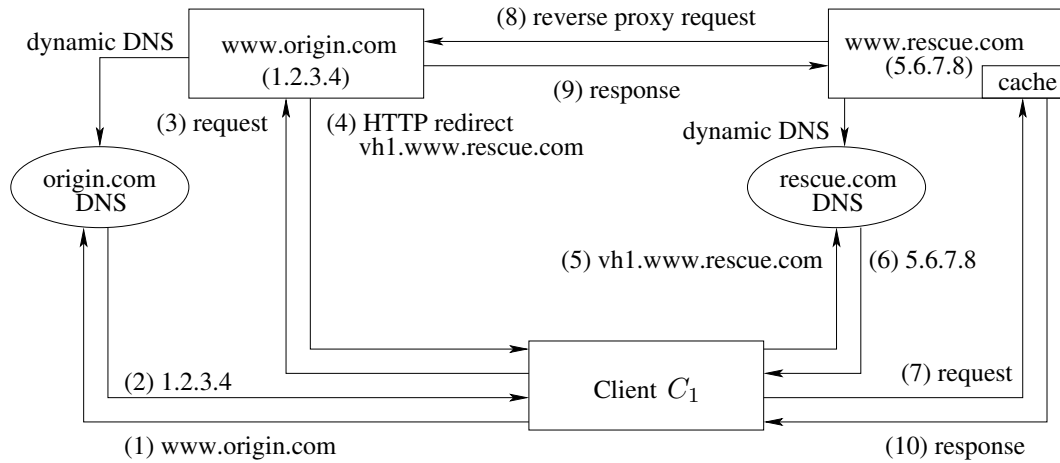 (8) reverse proxy request
dynamic DNS
www.origin.com
(1.2.3.4)
www.rescue.com
(5.6.7.8)
cache
(9) response
(3) request
(4) HTTP redirect
vh1.www.rescue.com
dynamic DNS
origin.com
DNS
rescue.com
DNS
(5) vh1.www.rescue.com
(6) 5.6.7.8
(2) 1.2.3.4
Client C1
(7) request
(1) www.origin.com
(10) response